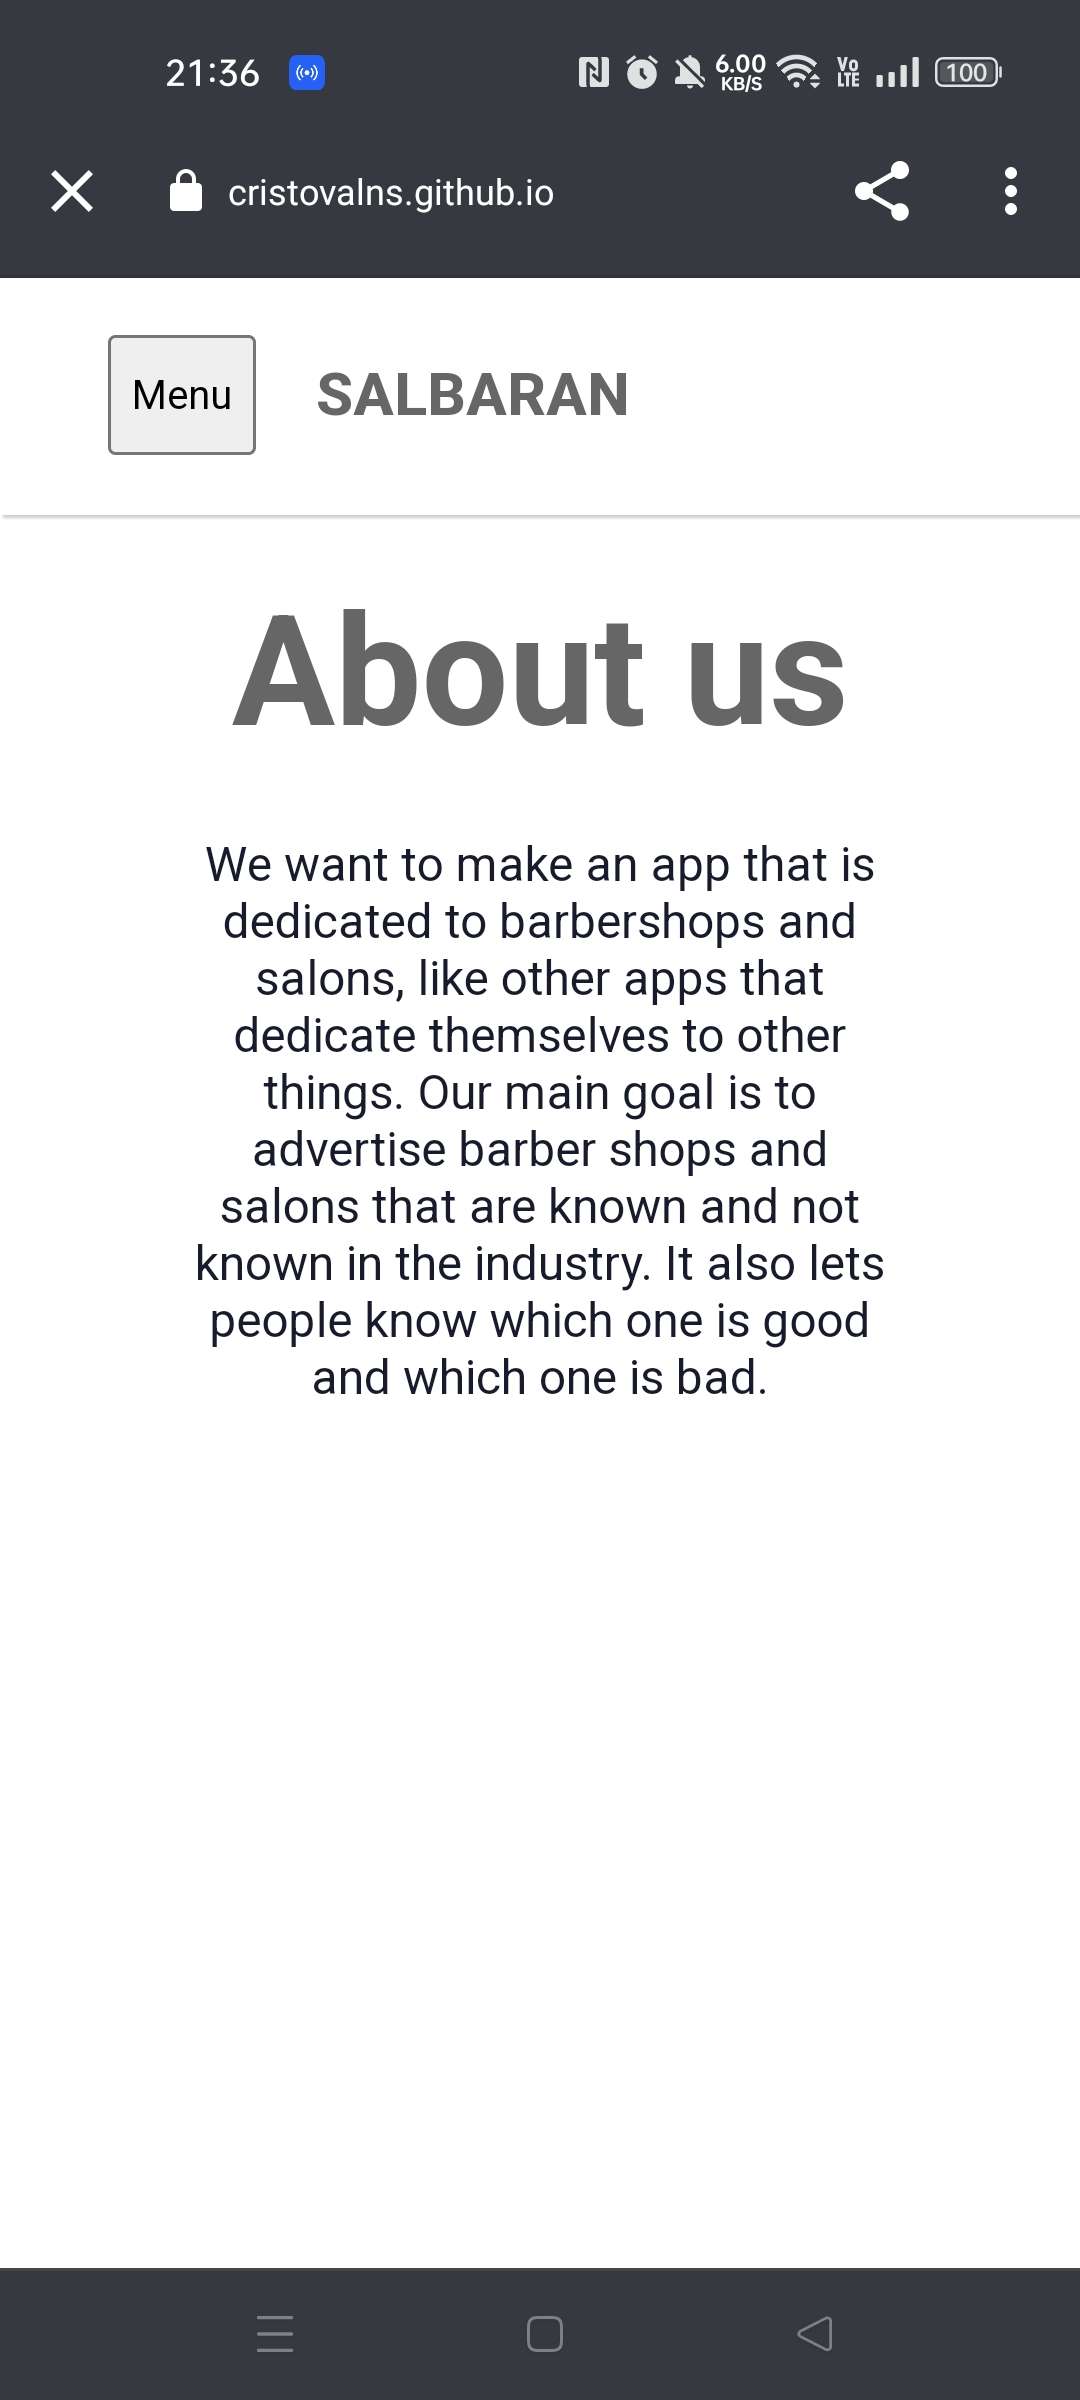 21:36 6.00 KB/S Vo LTE 100
cristovalns.github.io
Menu SALBARAN
About us
We want to make an app that is
dedicated to barbershops and
salons, like other apps that
dedicate themselves to other
things. Our main goal is to
advertise barber shops and
salons that are known and not
known in the industry. It also lets
people know which one is good
and which one is bad.